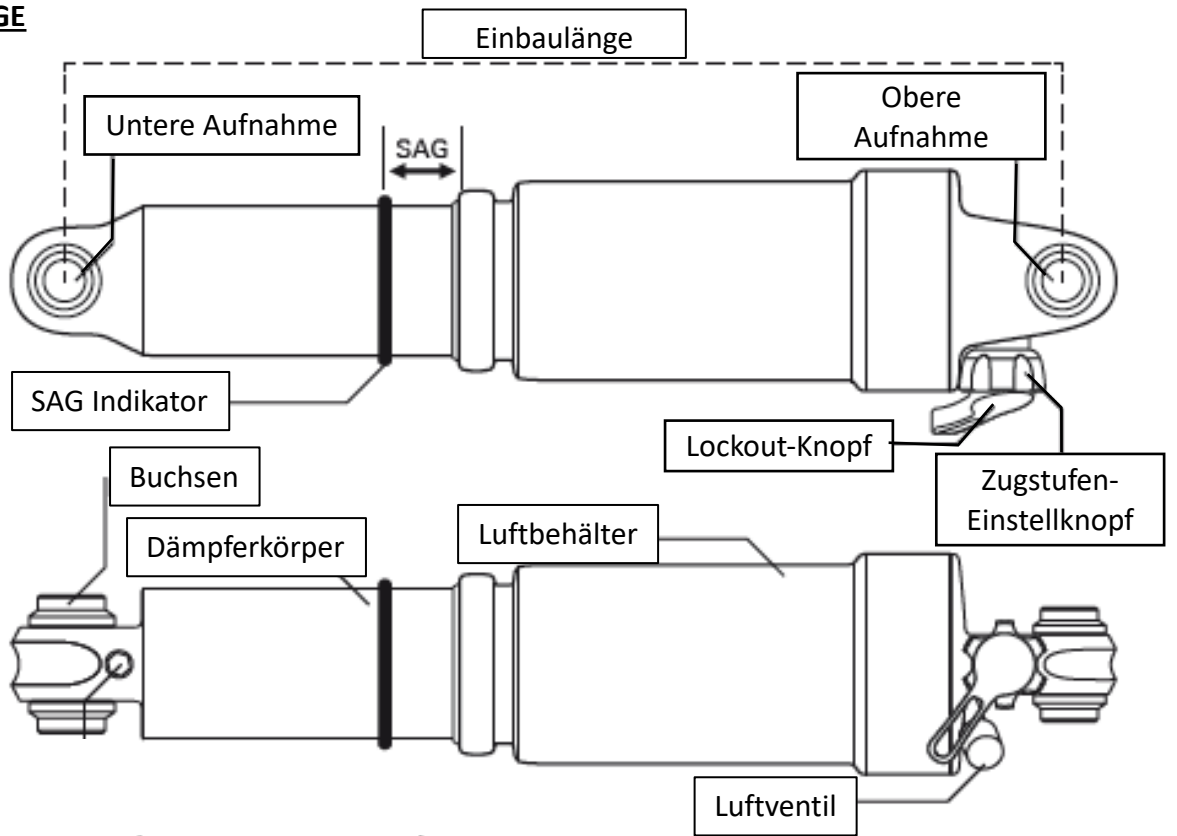 GE
Einbaulänge
Untere Aufnahme
Obere
Aufnahme
SAG
SAG Indikator
Lockout-Knopf
Zugstufen-
Einstellknopf
Buchsen
Dämpferkörper
Luftbehälter
Luftventil